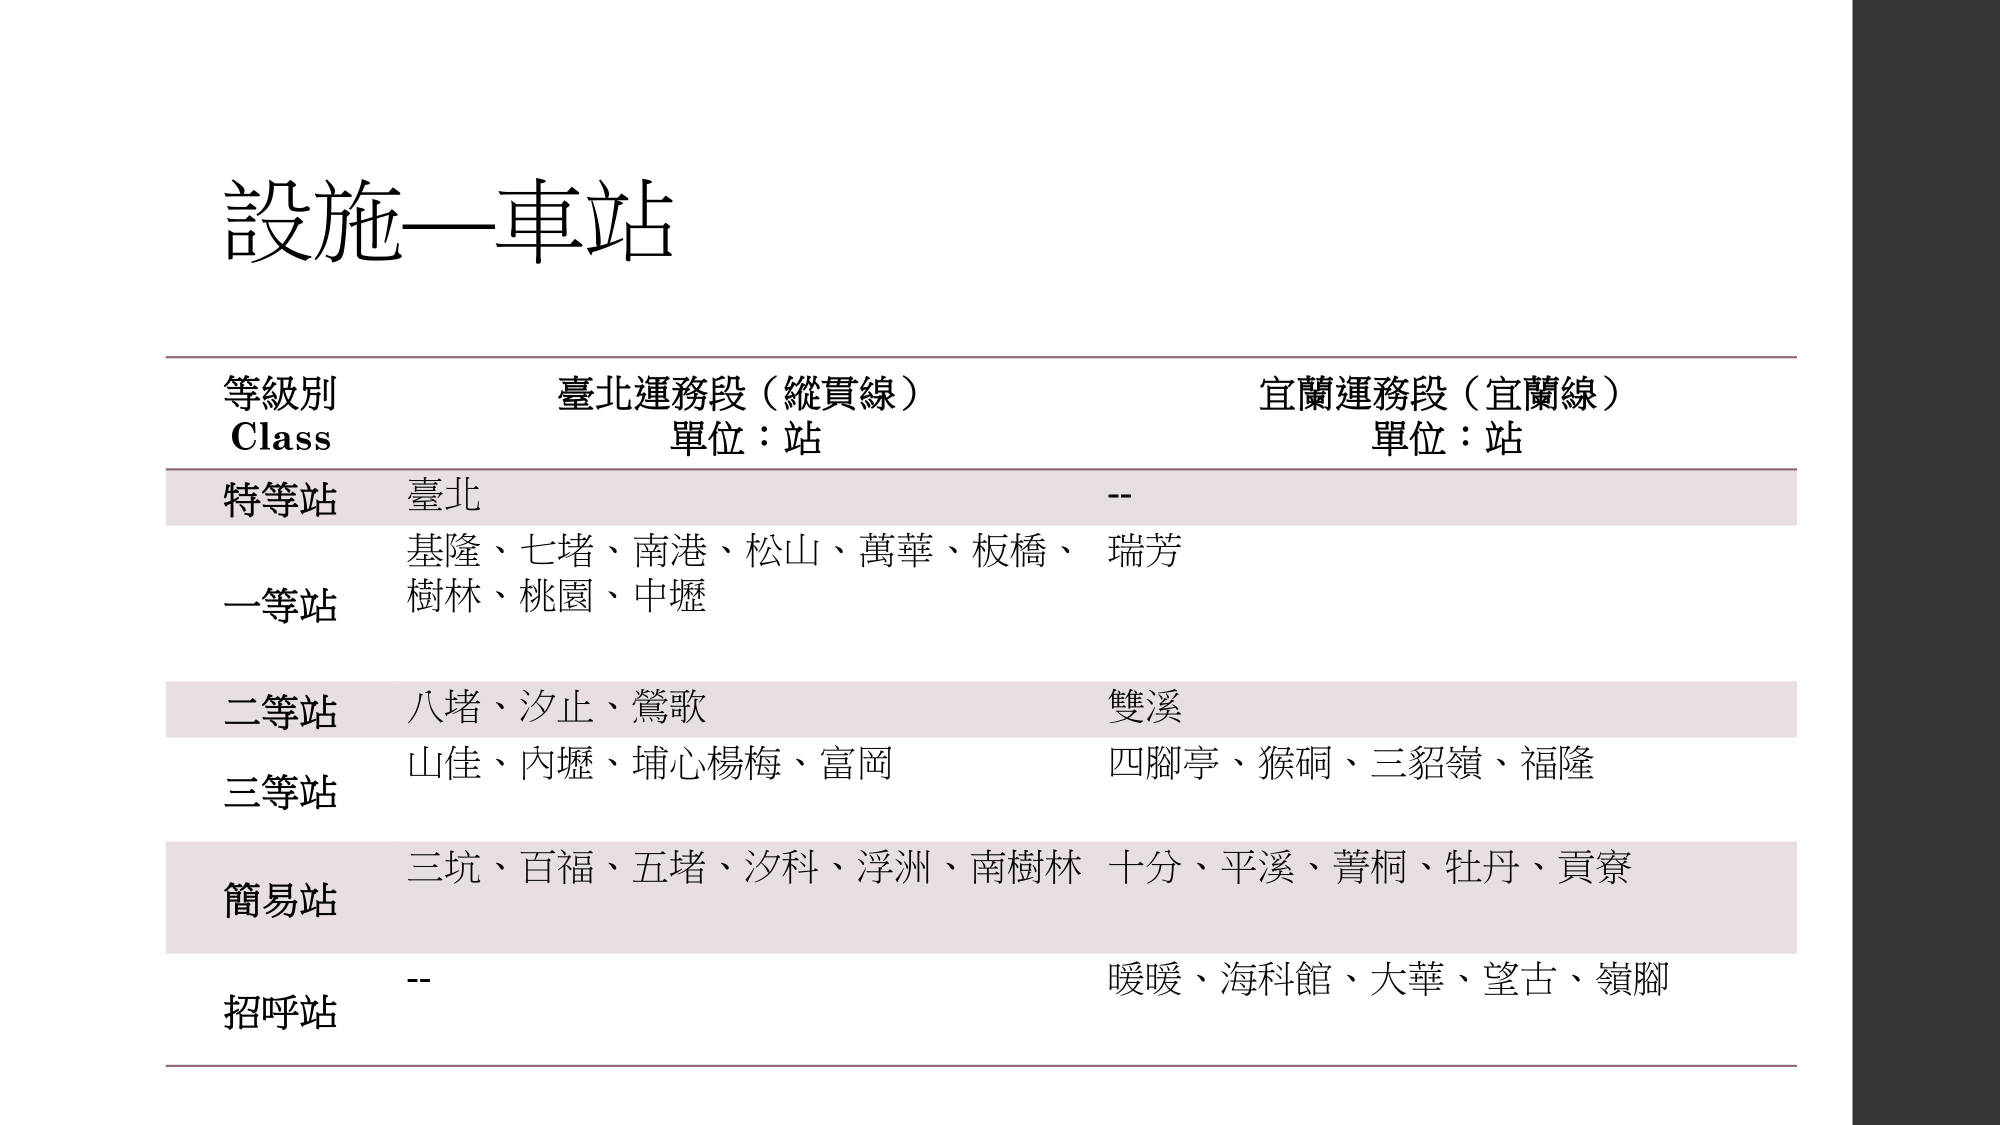 設施—車站
等級別 臺北運務段（縱貫線） 宜蘭運務段（宜蘭線）
Class 單位：站 單位：站
特等站 臺北 --
一等站 基隆、七堵、南港、松山、萬華、板橋、 瑞芳
樹林、桃園、中壢
二等站 八堵、汐止、鶯歌 雙溪
三等站 山佳、內壢、埔心楊梅、富岡 四腳亭、猴硐、三貂嶺、福隆
簡易站 三坑、百福、五堵、汐科、浮洲、南樹林 十分、平溪、菁桐、牡丹、貢寮
招呼站 -- 暖暖、海科館、大華、望古、嶺腳